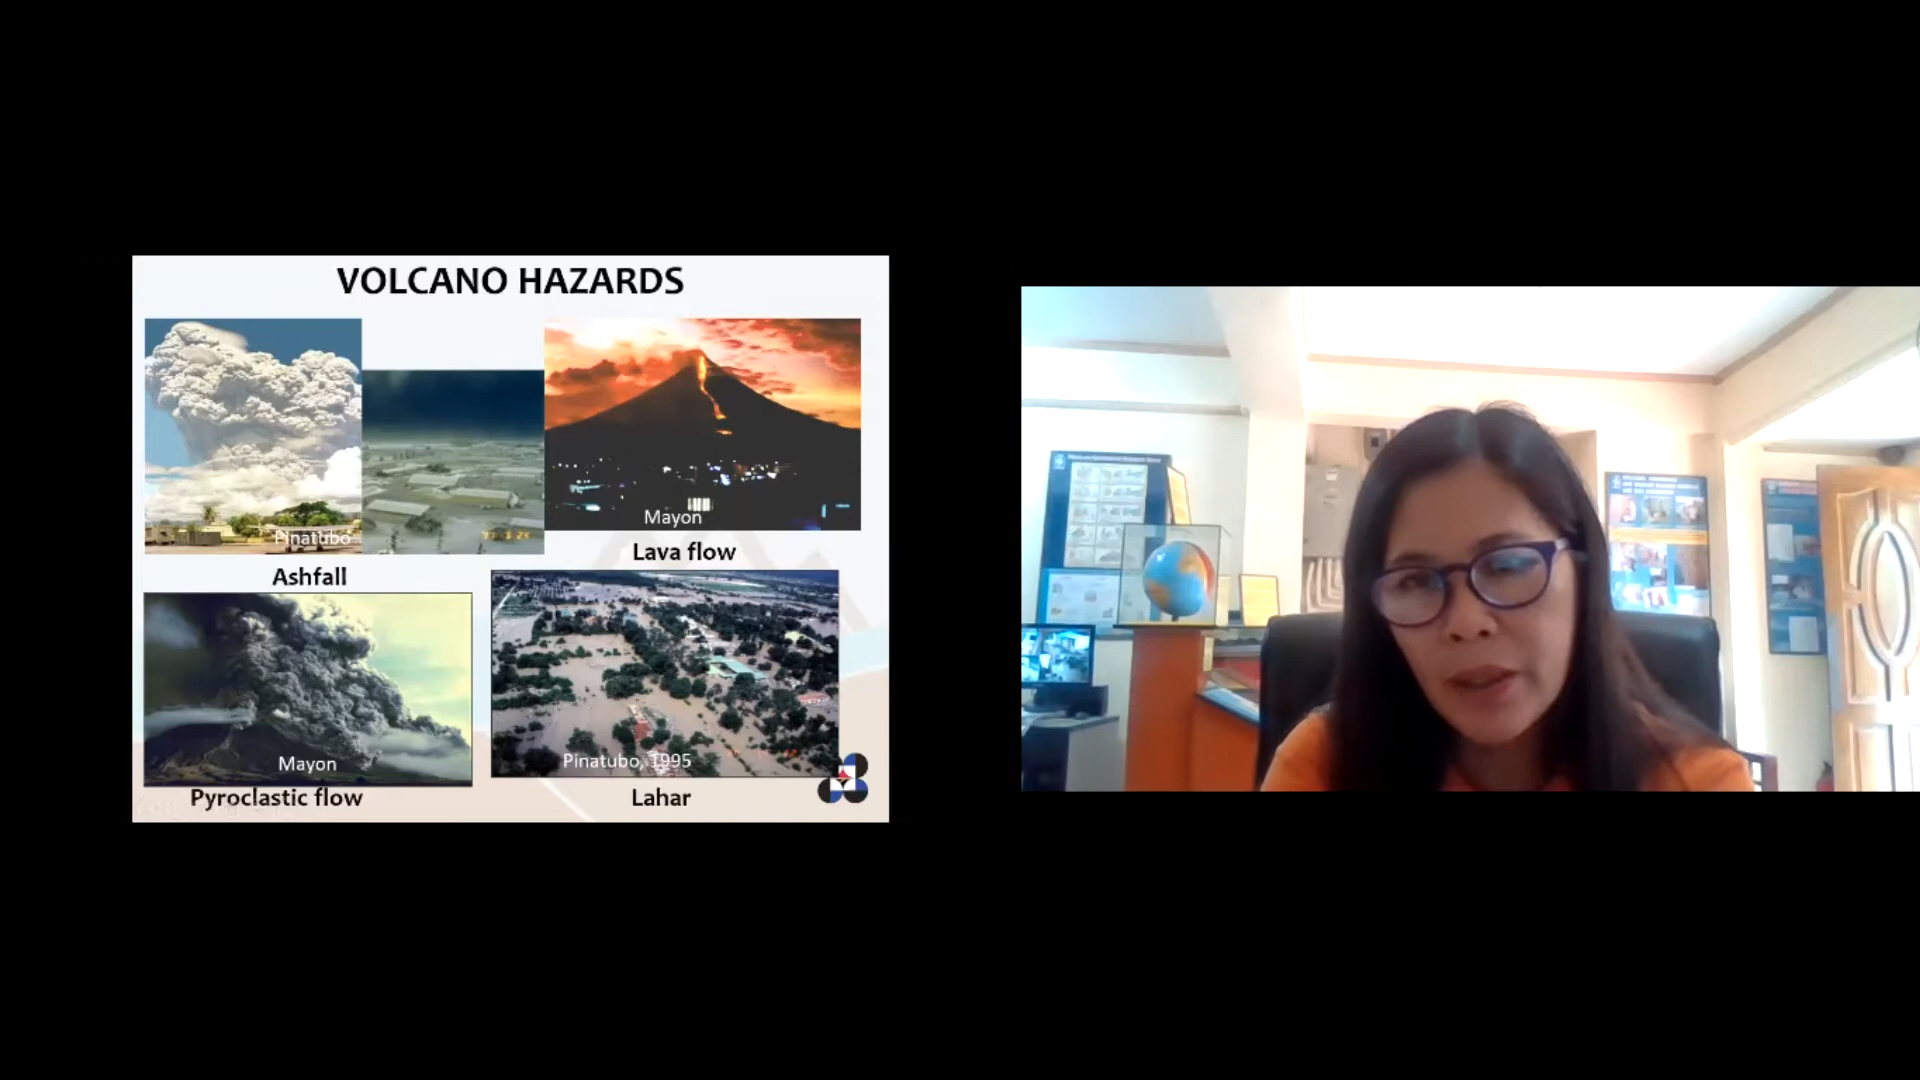 VOLCANO HAZARDS
Pinatubo
Mayon
Lava flow
Ashfall
Mayon
Pinatubo, 1995
Pyroclastic flow
Lahar